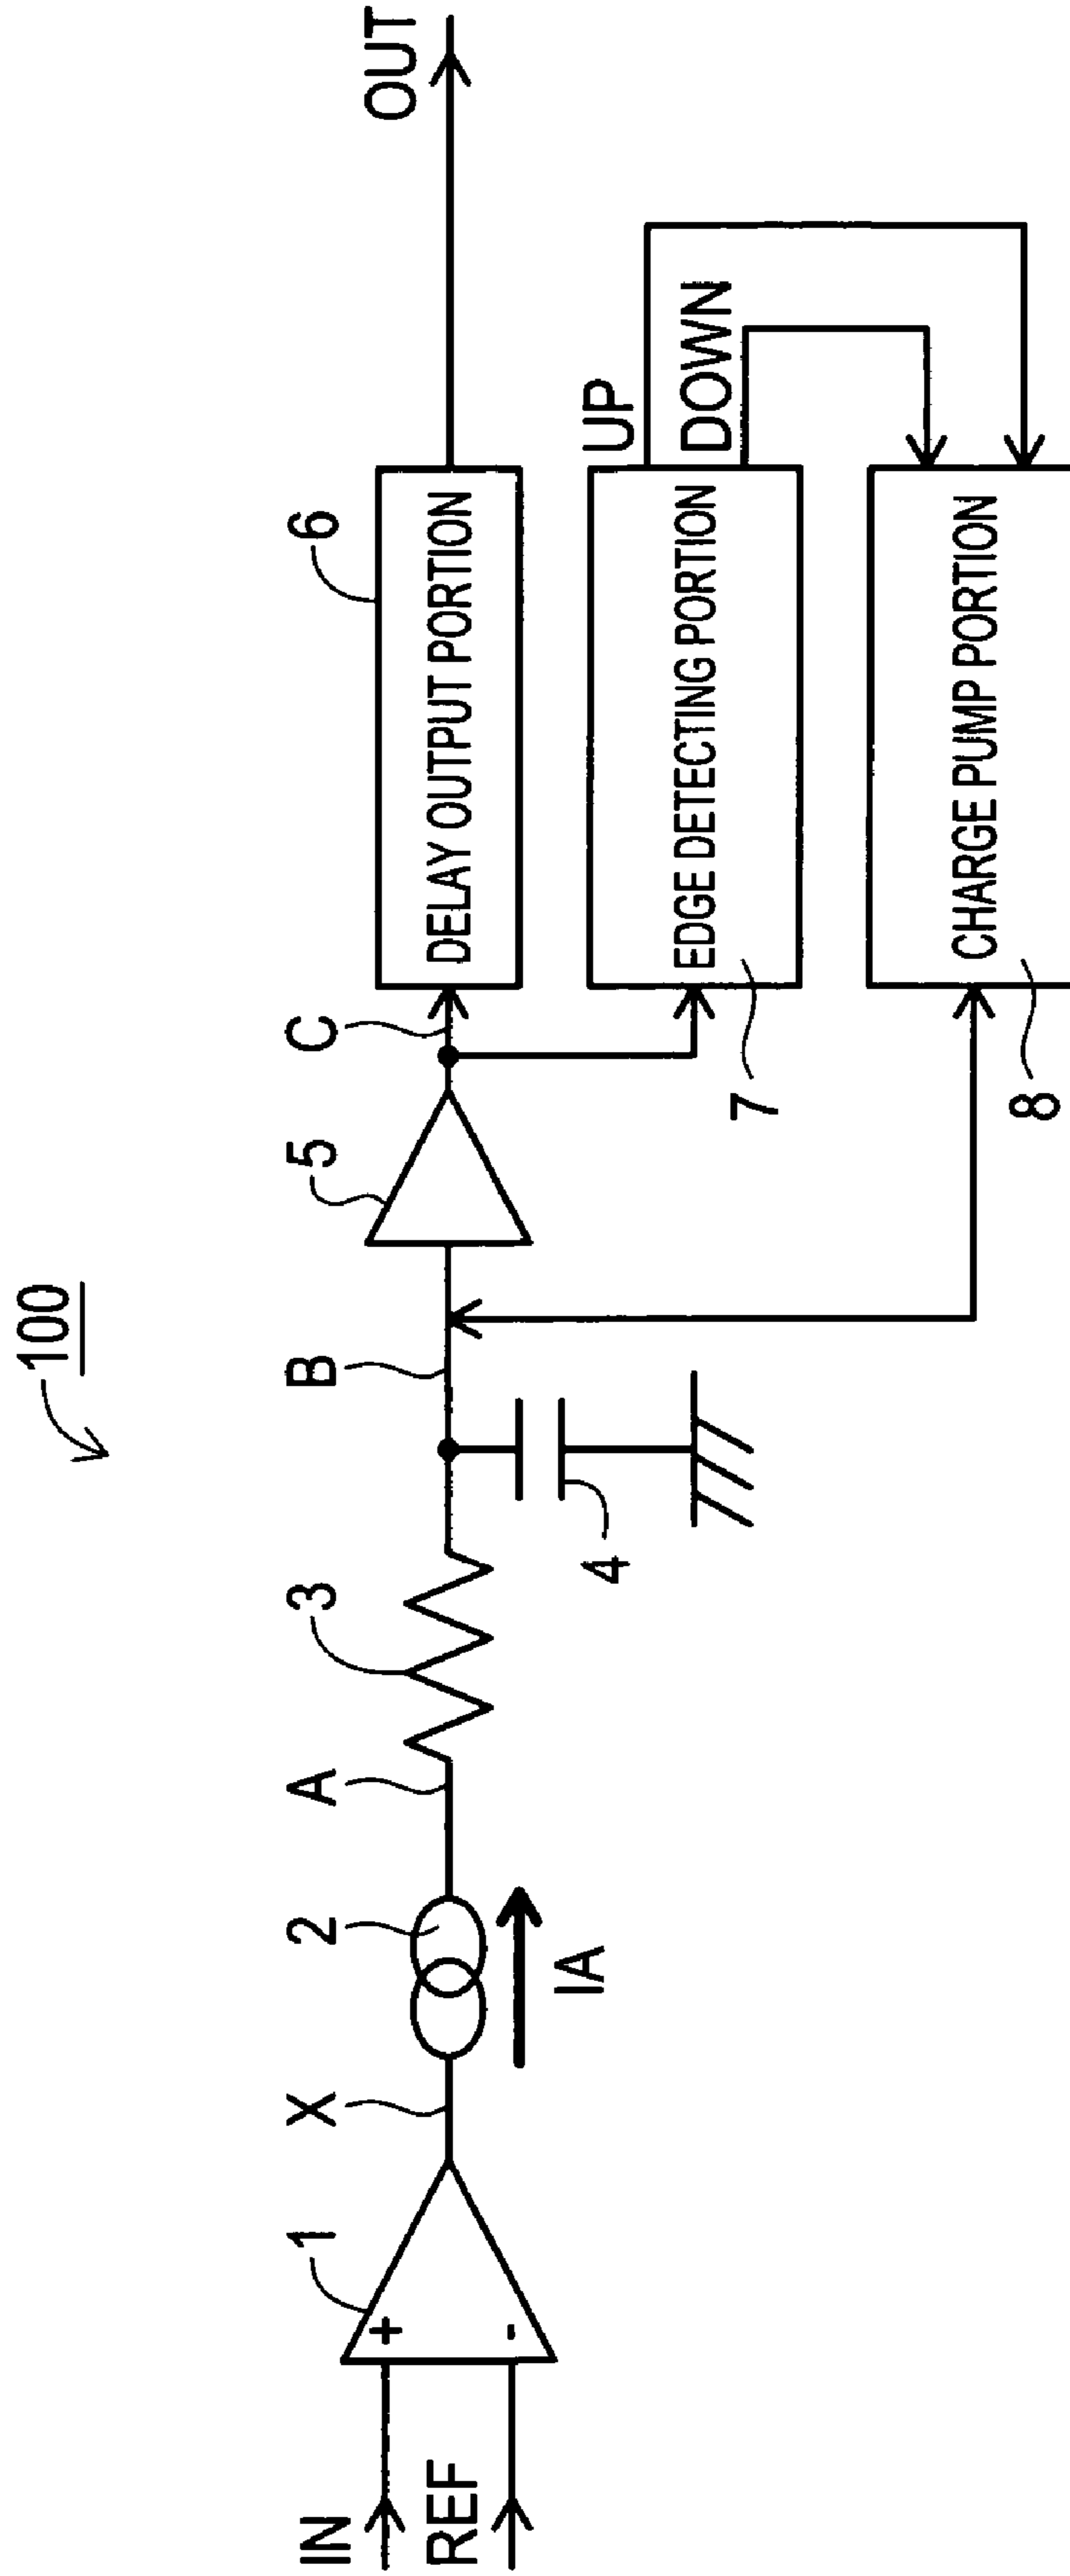 100
IN
REF
1
X
2
IA
A
3
4
B
5
C
6
DELAY OUTPUT PORTION
OUT
EDGE DETECTING PORTION
7
UP
DOWN
CHARGE PUMP PORTION
8
+
-